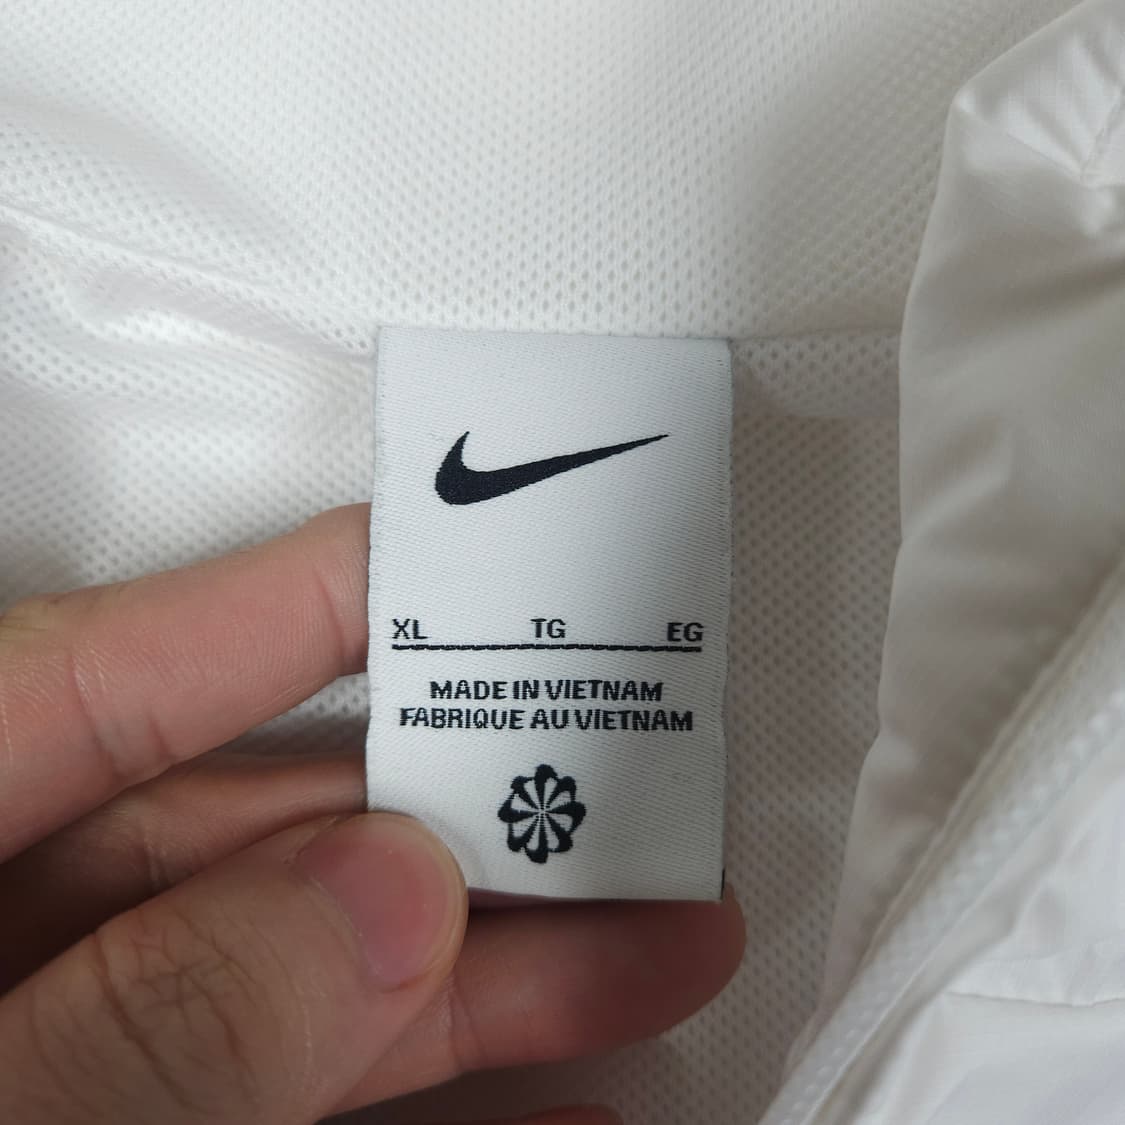 XL TG EG
MADE IN VIETNAM
FABRIQUE AU VIETNAM